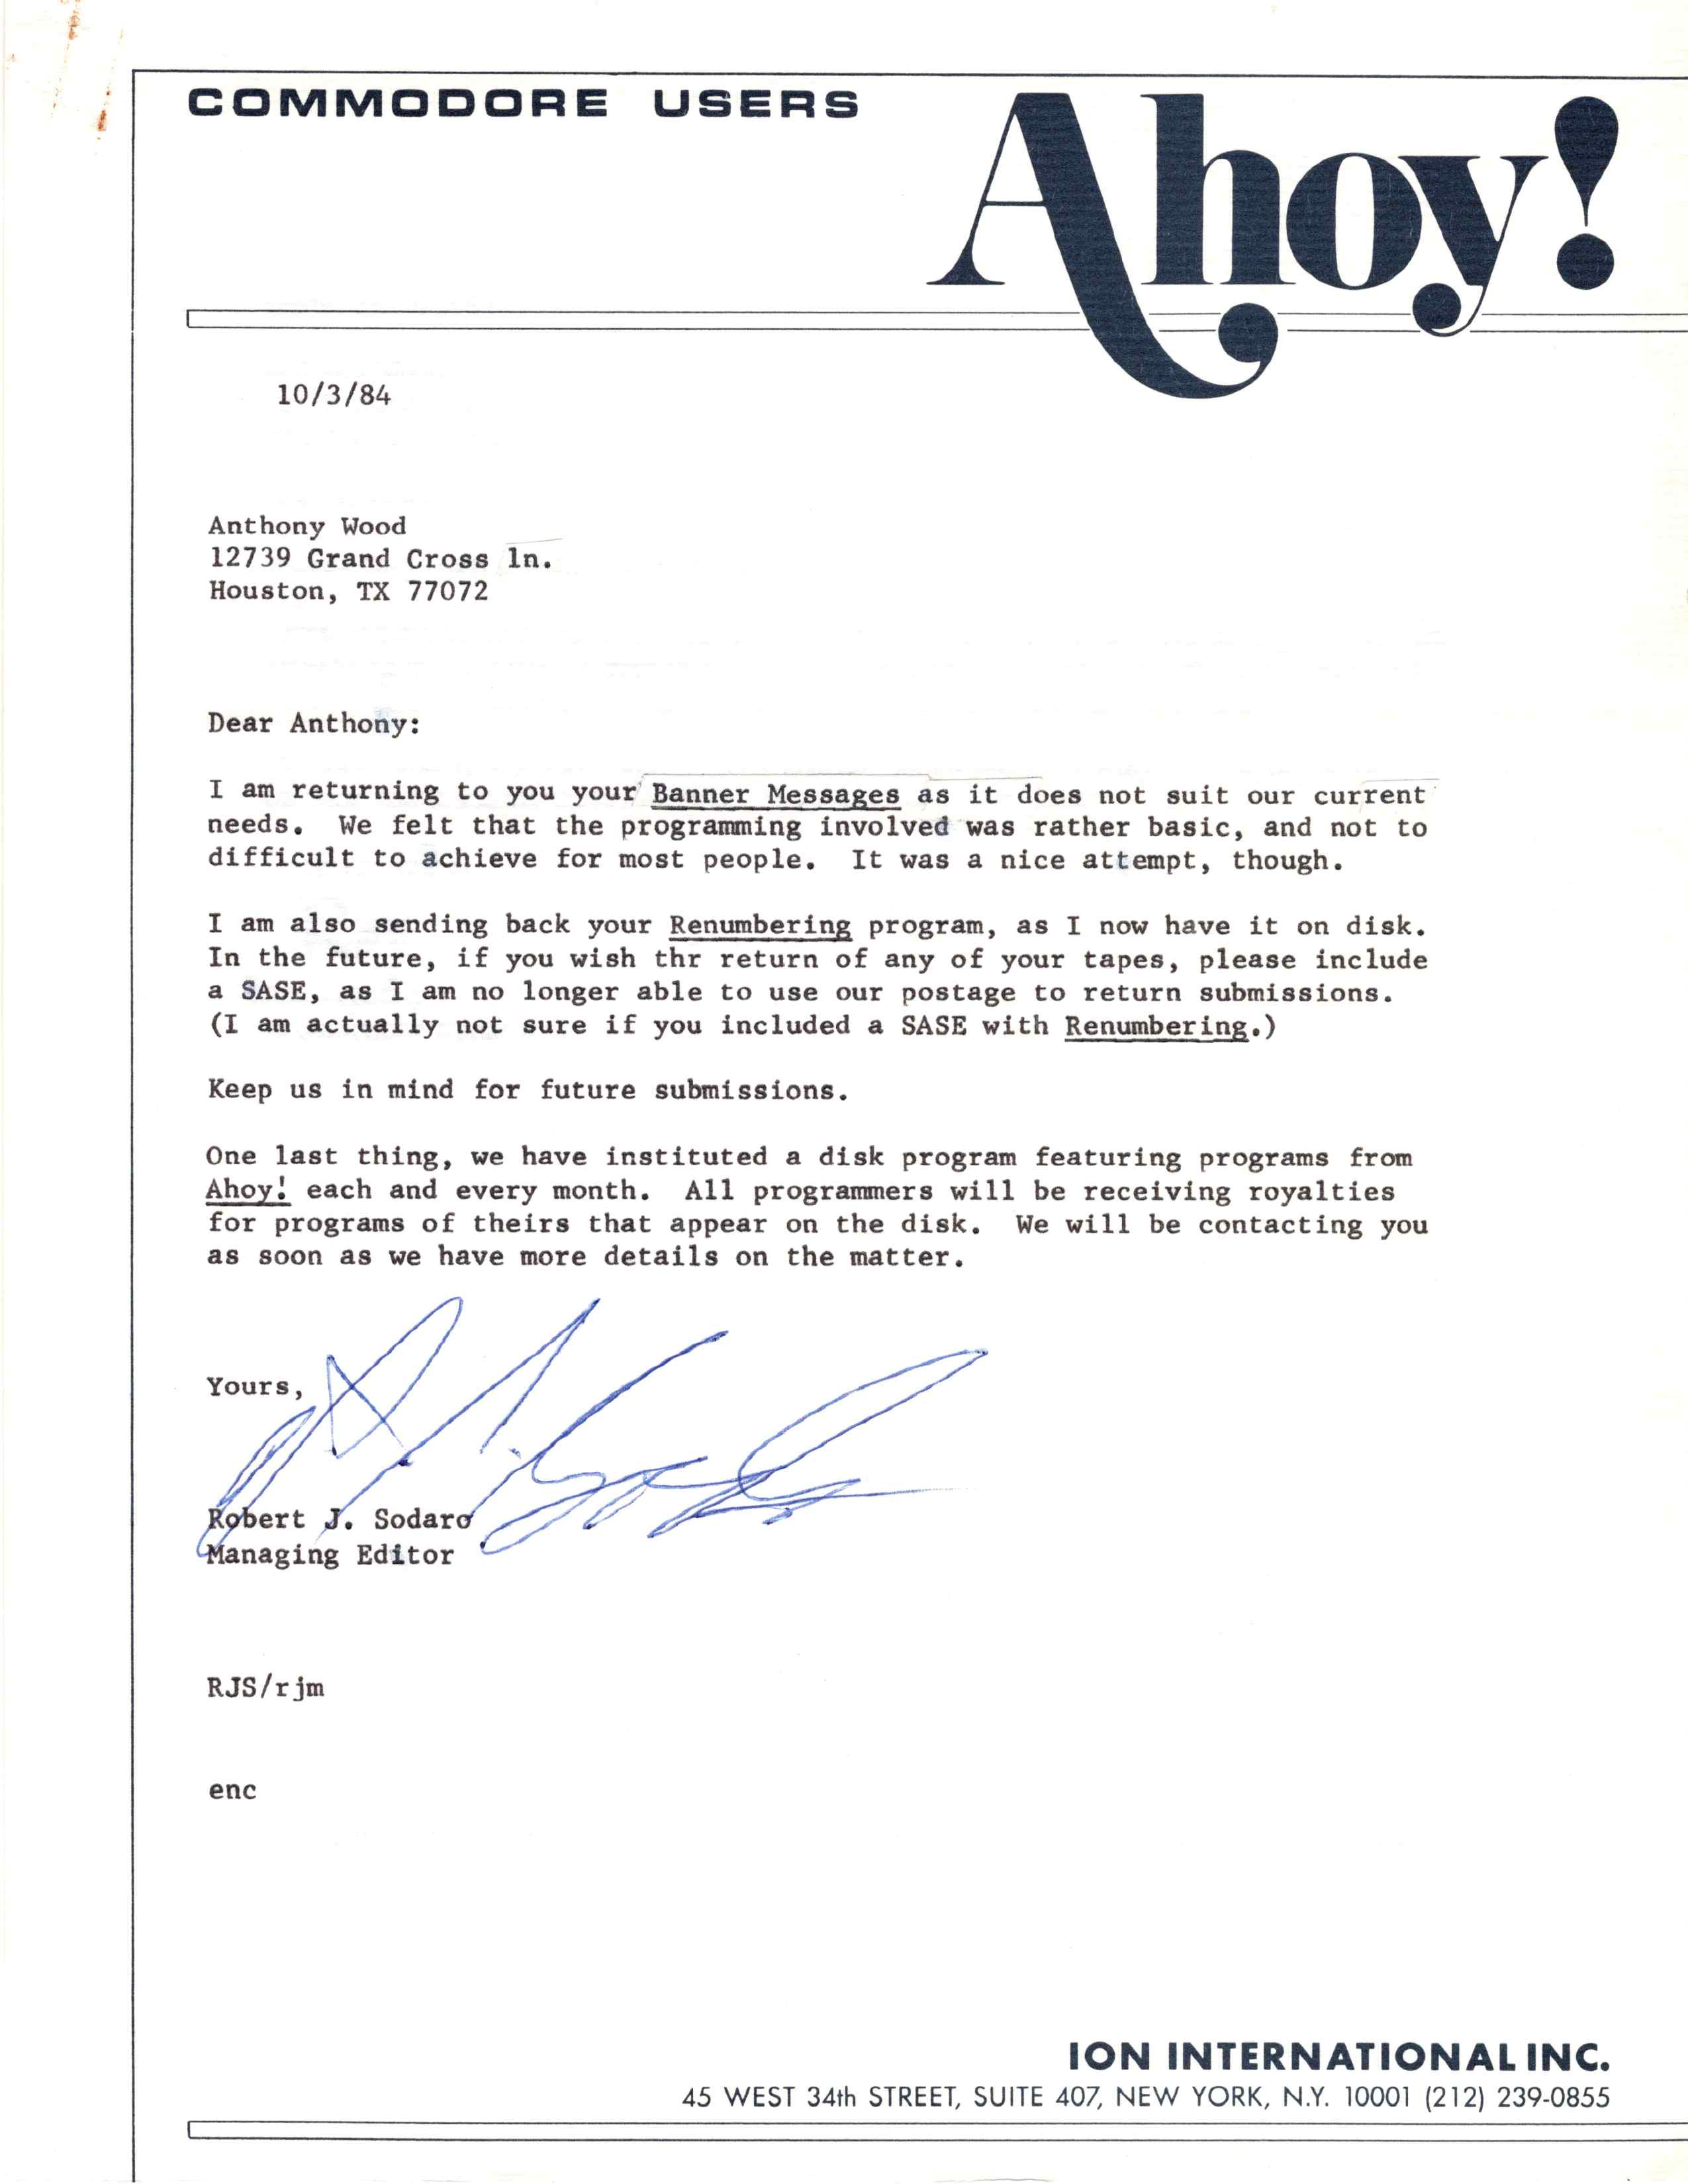 COMMODORE USERS
Ahoy!
10/3/84
Anthony Wood
12739 Grand Cross ln.
Houston, TX 77072
Dear Anthony:
I am returning to you your Banner Messages as it does not suit our current
needs.  We felt that the programming involved was rather basic, and not to
difficult to achieve for most people.  It was a nice attempt, though.
I am also sending back your Renumbering program, as I now have it on disk.
In the future, if you wish thr return of any of your tapes, please include
a SASE, as I am no longer able to use our postage to return submissions.
(I am actually not sure if you included a SASE with Renumbering.)
Keep us in mind for future submissions.
One last thing, we have instituted a disk program featuring programs from
Ahoy! each and every month.  All programmers will be receiving royalties
for programs of theirs that appear on the disk.  We will be contacting you
as soon as we have more details on the matter.
Yours,
Robert J. Sodaro
Managing Editor
RJS/rjm
enc
ION INTERNATIONAL INC.
45 WEST 34th STREET, SUITE 407, NEW YORK, N.Y. 10001 (212) 239-0855